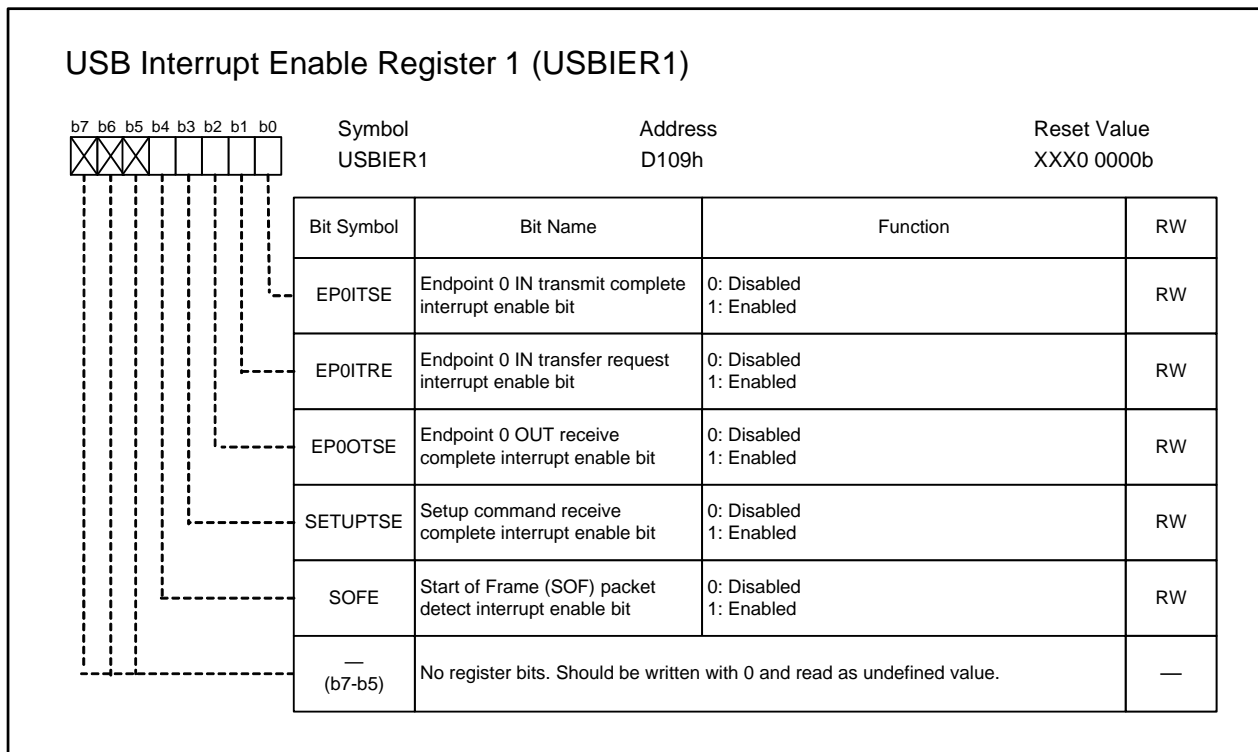 USB Interrupt Enable Register 1 (USBIER1)
b7 b6 b5 b4 b3 b2 b1 b0
Symbol Address Reset Value
USBIER1 D109h XXX0 0000b
Bit Symbol Bit Name Function RW
EP0ITSE Endpoint 0 IN transmit complete interrupt enable bit 0: Disabled 1: Enabled RW
EP0ITRE Endpoint 0 IN transfer request interrupt enable bit 0: Disabled 1: Enabled RW
EP0OTSE Endpoint 0 OUT receive complete interrupt enable bit 0: Disabled 1: Enabled RW
SETUPTSE Setup command receive complete interrupt enable bit 0: Disabled 1: Enabled RW
SOFE Start of Frame (SOF) packet detect interrupt enable bit 0: Disabled 1: Enabled RW
— (b7-b5) No register bits. Should be written with 0 and read as undefined value. —